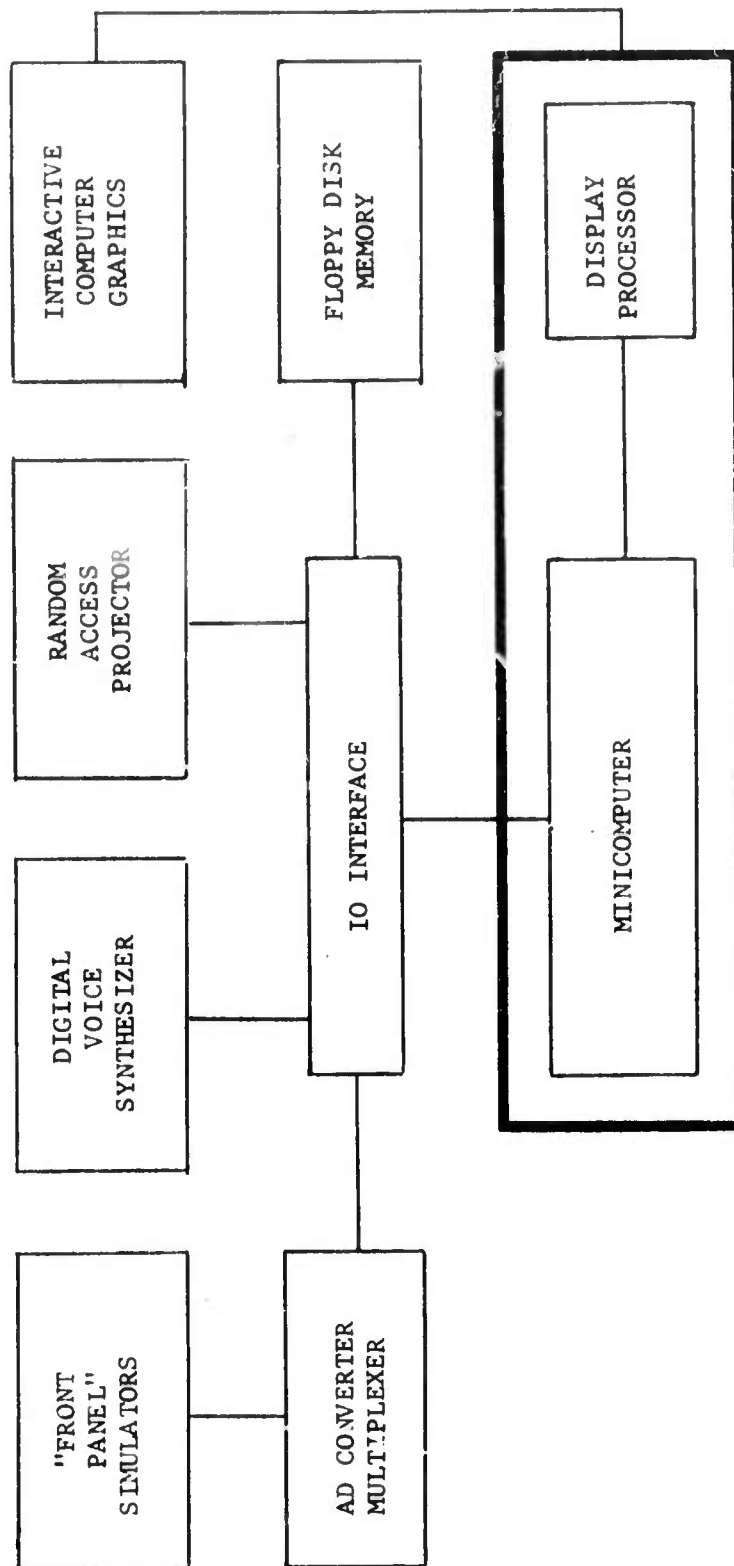 "FRONT
PANEL"
SIMULATORS
DIGITAL
VOICE
SYNTHESIZER
RANDOM
ACCESS
PROJECTOR
INTERACTIVE
COMPUTER
GRAPHICS
AD CONVERTER
MULTIPLEXER
IO INTERFACE
FLOPPY DISK
MEMORY
MINICOMPUTER
DISPLAY
PROCESSOR